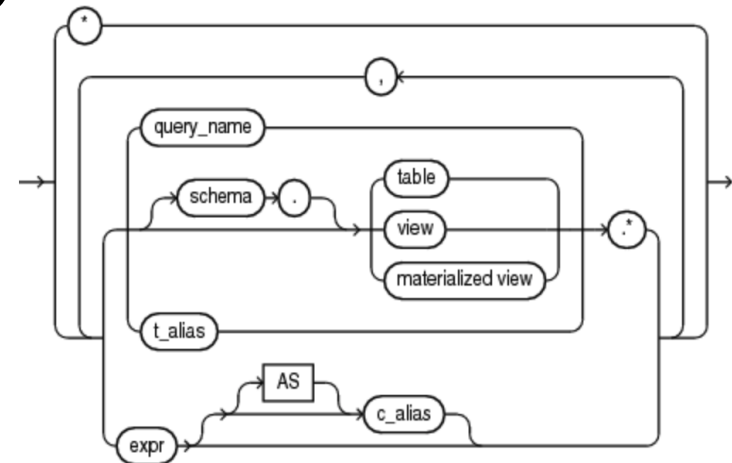 *
,
query_name
table
schema .
view
.*
materialized view
t_alias
AS
c_alias
expr